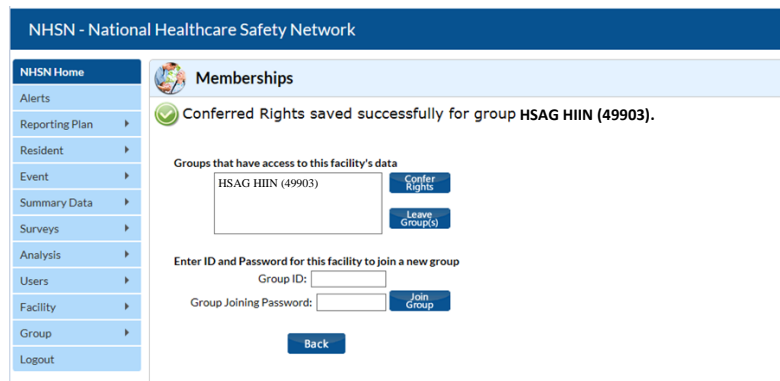 NHSN - National Healthcare Safety Network
NHSN Home
Alerts
Reporting Plan
Resident
Event
Summary Data
Surveys
Analysis
Users
Facility
Group
Logout
Memberships
Conferred Rights saved successfully for group HSAG HIIN (49903).
Groups that have access to this facility's data
HSAG HIIN (49903)
Confer
Rights
Leave
Group(s)
Enter ID and Password for this facility to join a new group
Group ID:
Group Joining Password:
Join
Group
Back